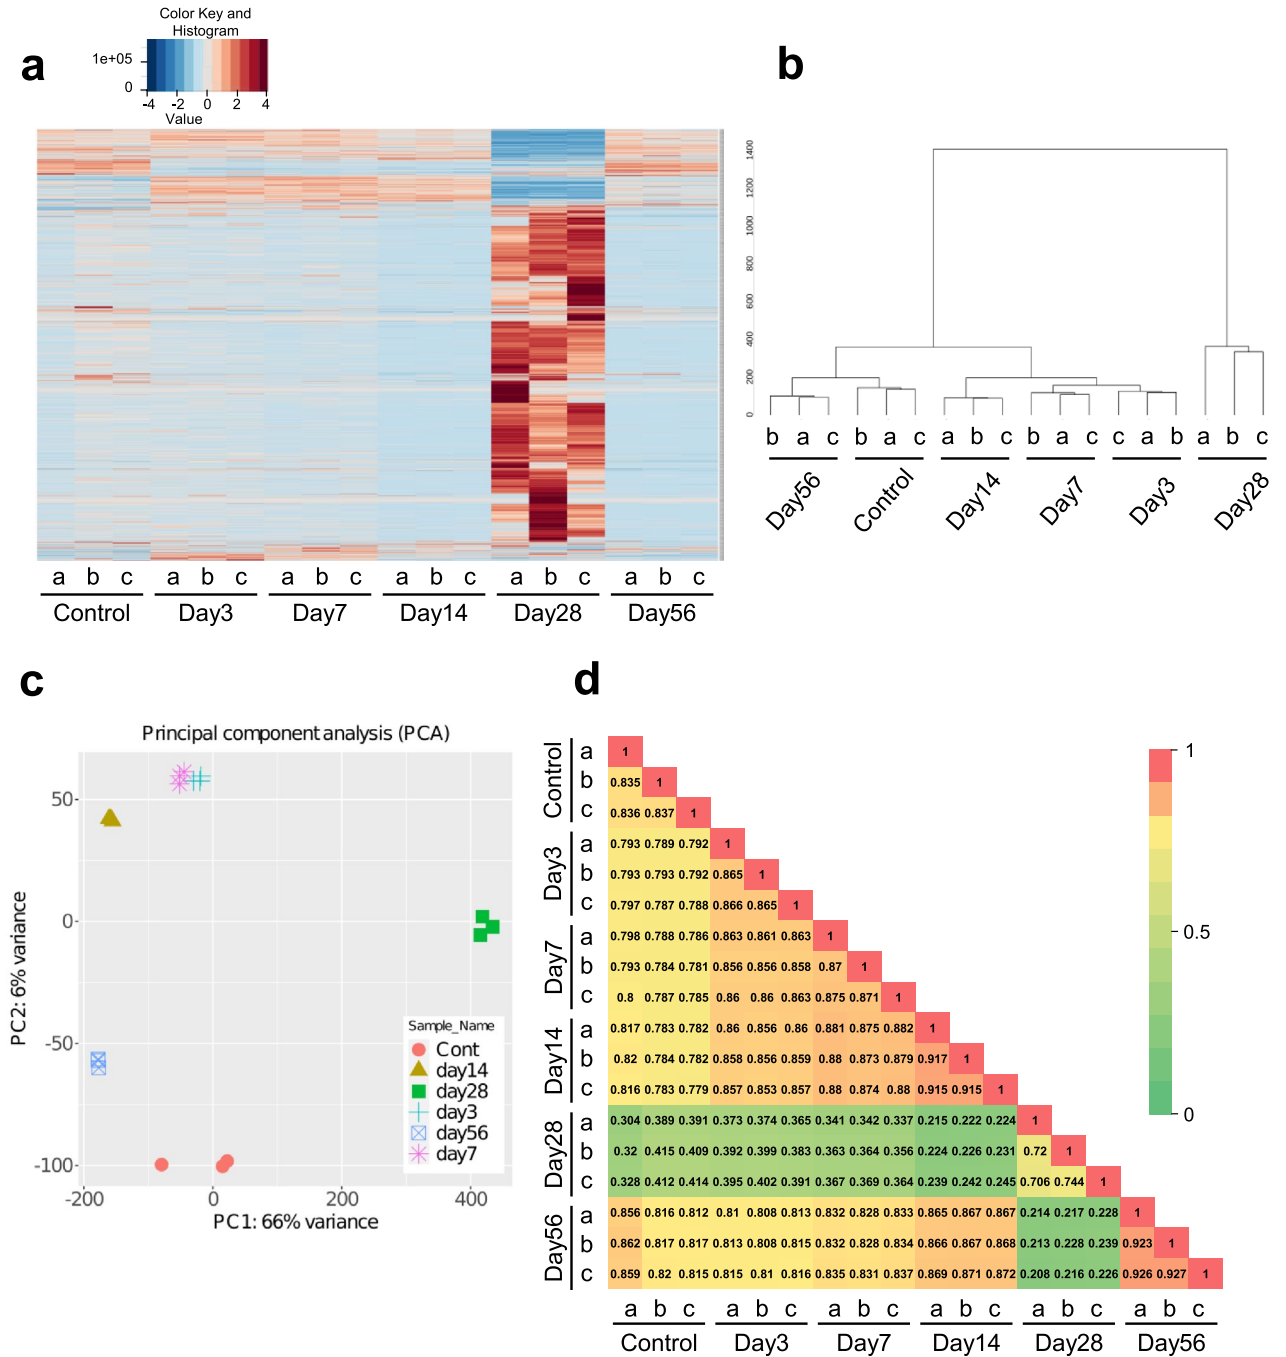 a
Color Key and
Histogram
1e+05
0
-4 -2 0 2 4
Value
a b c a b c a b c a b c a b c a b c
Control Day3 Day7 Day14 Day28 Day56
b
1400
1200
1000
800
600
400
200
0
b a c b a c a b c b a c c a b a b c
Day56 Control Day14 Day7 Day3 Day28
c
Principal component analysis (PCA)
PC2: 6% variance
50
0
-50
-100
-200 0 200 400
PC1: 66% variance
Sample_Name
Cont
day14
day28
day3
day56
day7
d
Control
a 1
b 0.835 1
c 0.836 0.837 1
Day3
a 0.793 0.789 0.792 1
b 0.793 0.793 0.792 0.865 1
c 0.797 0.787 0.788 0.866 0.865 1
Day7
a 0.798 0.788 0.786 0.863 0.861 0.863 1
b 0.793 0.784 0.781 0.856 0.856 0.858 0.87 1
c 0.8 0.787 0.785 0.86 0.86 0.863 0.875 0.871 1
Day14
a 0.817 0.783 0.782 0.86 0.856 0.86 0.881 0.875 0.882 1
b 0.82 0.784 0.782 0.858 0.856 0.859 0.88 0.873 0.879 0.917 1
c 0.816 0.783 0.779 0.857 0.853 0.857 0.88 0.874 0.88 0.915 0.915 1
Day28
a 0.304 0.389 0.391 0.373 0.374 0.365 0.341 0.342 0.337 0.215 0.222 0.224 1
b 0.32 0.415 0.409 0.392 0.399 0.383 0.363 0.364 0.356 0.224 0.226 0.231 0.72 1
c 0.328 0.412 0.414 0.395 0.402 0.391 0.367 0.369 0.364 0.239 0.242 0.245 0.706 0.744 1
Day56
a 0.856 0.816 0.812 0.81 0.808 0.813 0.832 0.828 0.833 0.865 0.867 0.867 0.214 0.217 0.228 1
b 0.862 0.817 0.817 0.813 0.808 0.815 0.832 0.828 0.834 0.866 0.867 0.868 0.213 0.228 0.239 0.923 1
c 0.859 0.82 0.815 0.815 0.81 0.816 0.835 0.831 0.837 0.869 0.871 0.872 0.208 0.216 0.226 0.926 0.927 1
a b c a b c a b c a b c a b c a b c
Control Day3 Day7 Day14 Day28 Day56
1
0.5
0